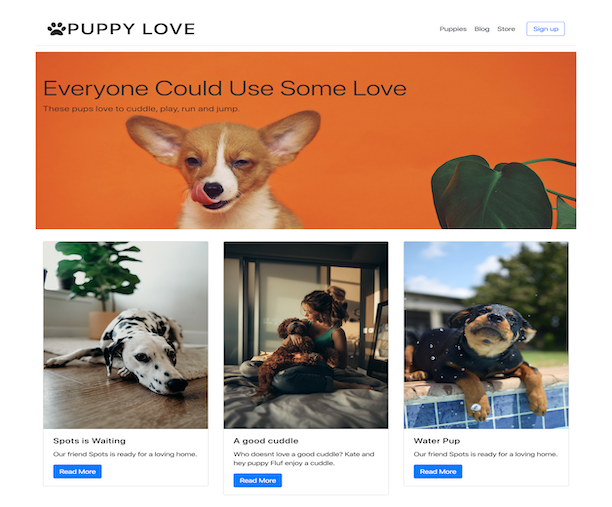 PUPPY LOVE
Puppies Blog Store Sign up
Everyone Could Use Some Love
These pups love to cuddle, play, run and jump.
Spots is Waiting
Our friend Spots is ready for a loving home.
Read More
A good cuddle
Who doesnt love a good cuddle? Kate and
hey puppy Fluf enjoy a cuddle.
Read More
Water Pup
Our friend Spots is ready for a loving home.
Read More